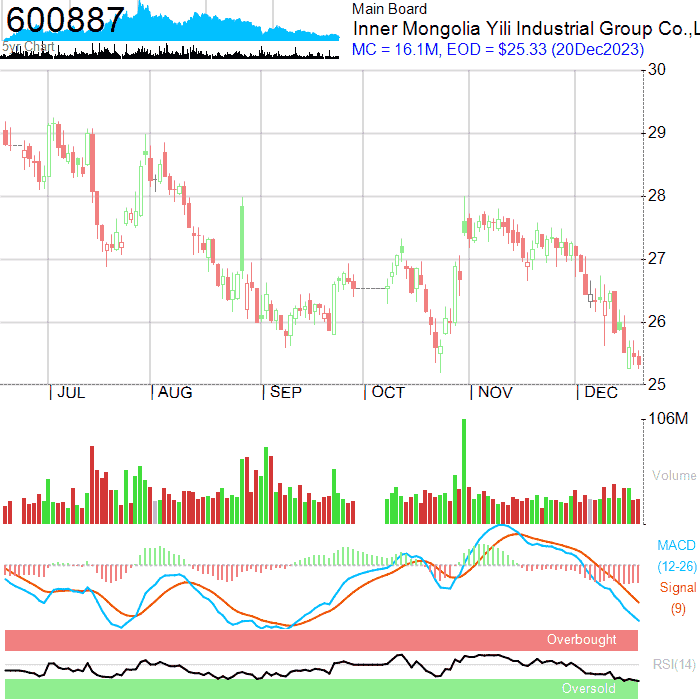 600887
5yr Chart
Main Board
Inner Mongolia Yili Industrial Group Co.,L
MC = 16.1M, EOD = $25.33 (20Dec2023)
30
29
28
27
26
25
JUL AUG SEP OCT NOV DEC
106M
Volume
MACD
(12-26)
Signal
(9)
Overbought
RSI(14)
Oversold